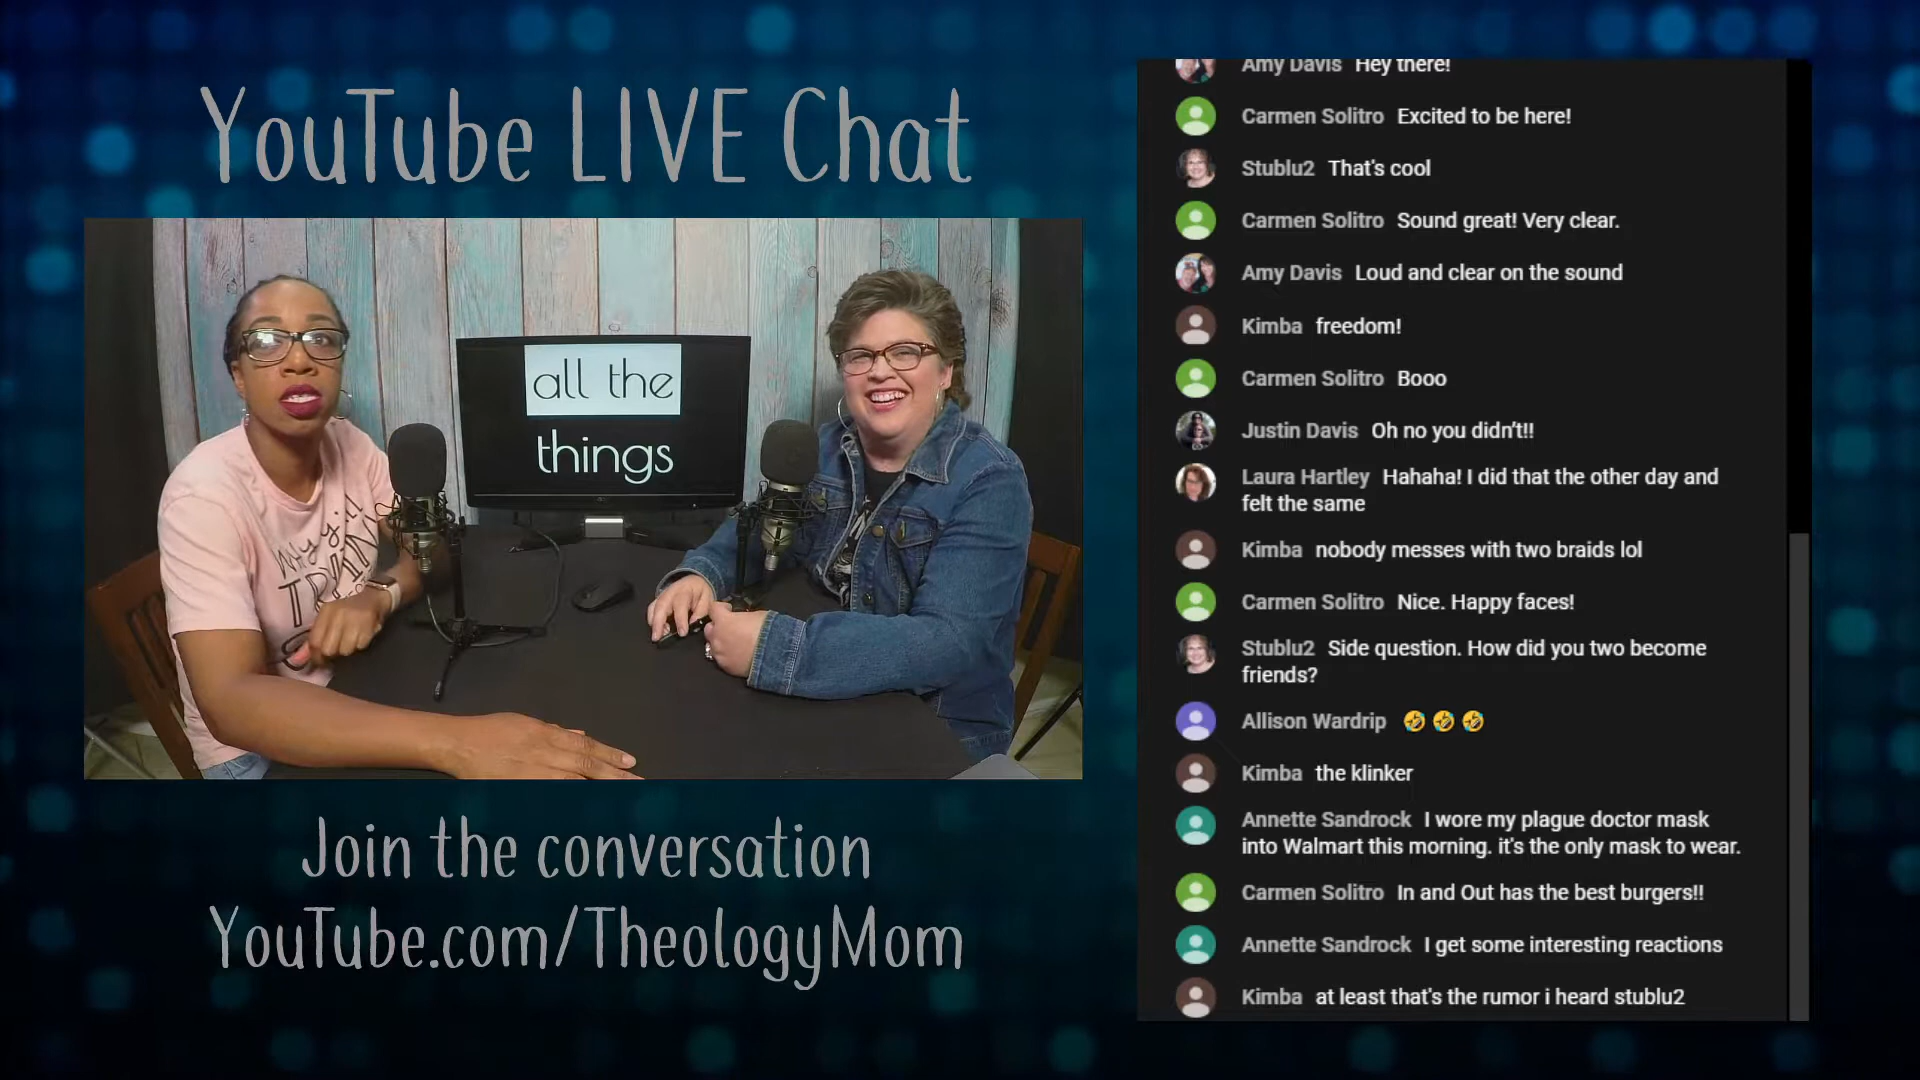 YouTube LIVE Chat
all the
things
Join the conversation
YouTube.com/TheologyMom
Amy Davis Hey there!
Carmen Solitro Excited to be here!
Stublu2 That's cool
Carmen Solitro Sound great! Very clear.
Amy Davis Loud and clear on the sound
Kimba freedom!
Carmen Solitro Booo
Justin Davis Oh no you didn't!!
Laura Hartley Hahaha! I did that the other day and
felt the same
Kimba nobody messes with two braids lol
Carmen Solitro Nice. Happy faces!
Stublu2 Side question. How did you two become
friends?
Allison Wardrip 🤣 🤣 🤣
Kimba the klinker
Annette Sandrock I wore my plague doctor mask
into Walmart this morning. it's the only mask to wear.
Carmen Solitro In and Out has the best burgers!!
Annette Sandrock I get some interesting reactions
Kimba at least that's the rumor i heard stublu2